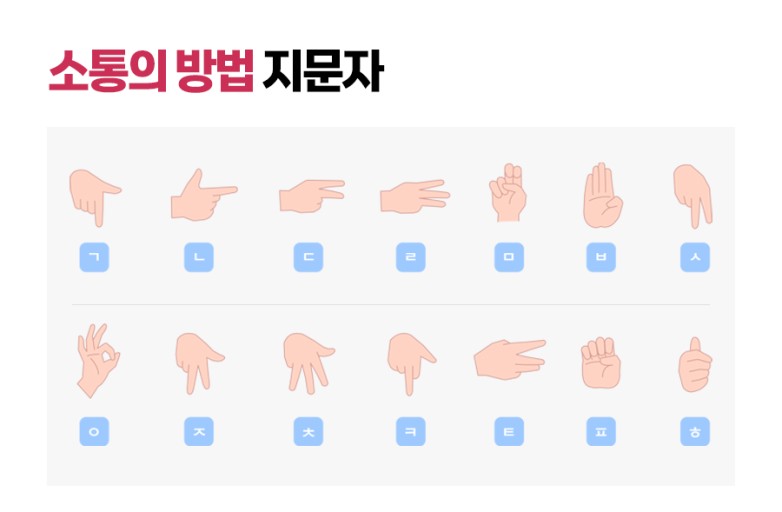 소통의 방법 지문자
ㄱ ㄴ ㄷ ㄹ ㅁ ㅂ ㅅ
ㅇ ㅈ ㅊ ㅋ ㅌ ㅍ ㅎ